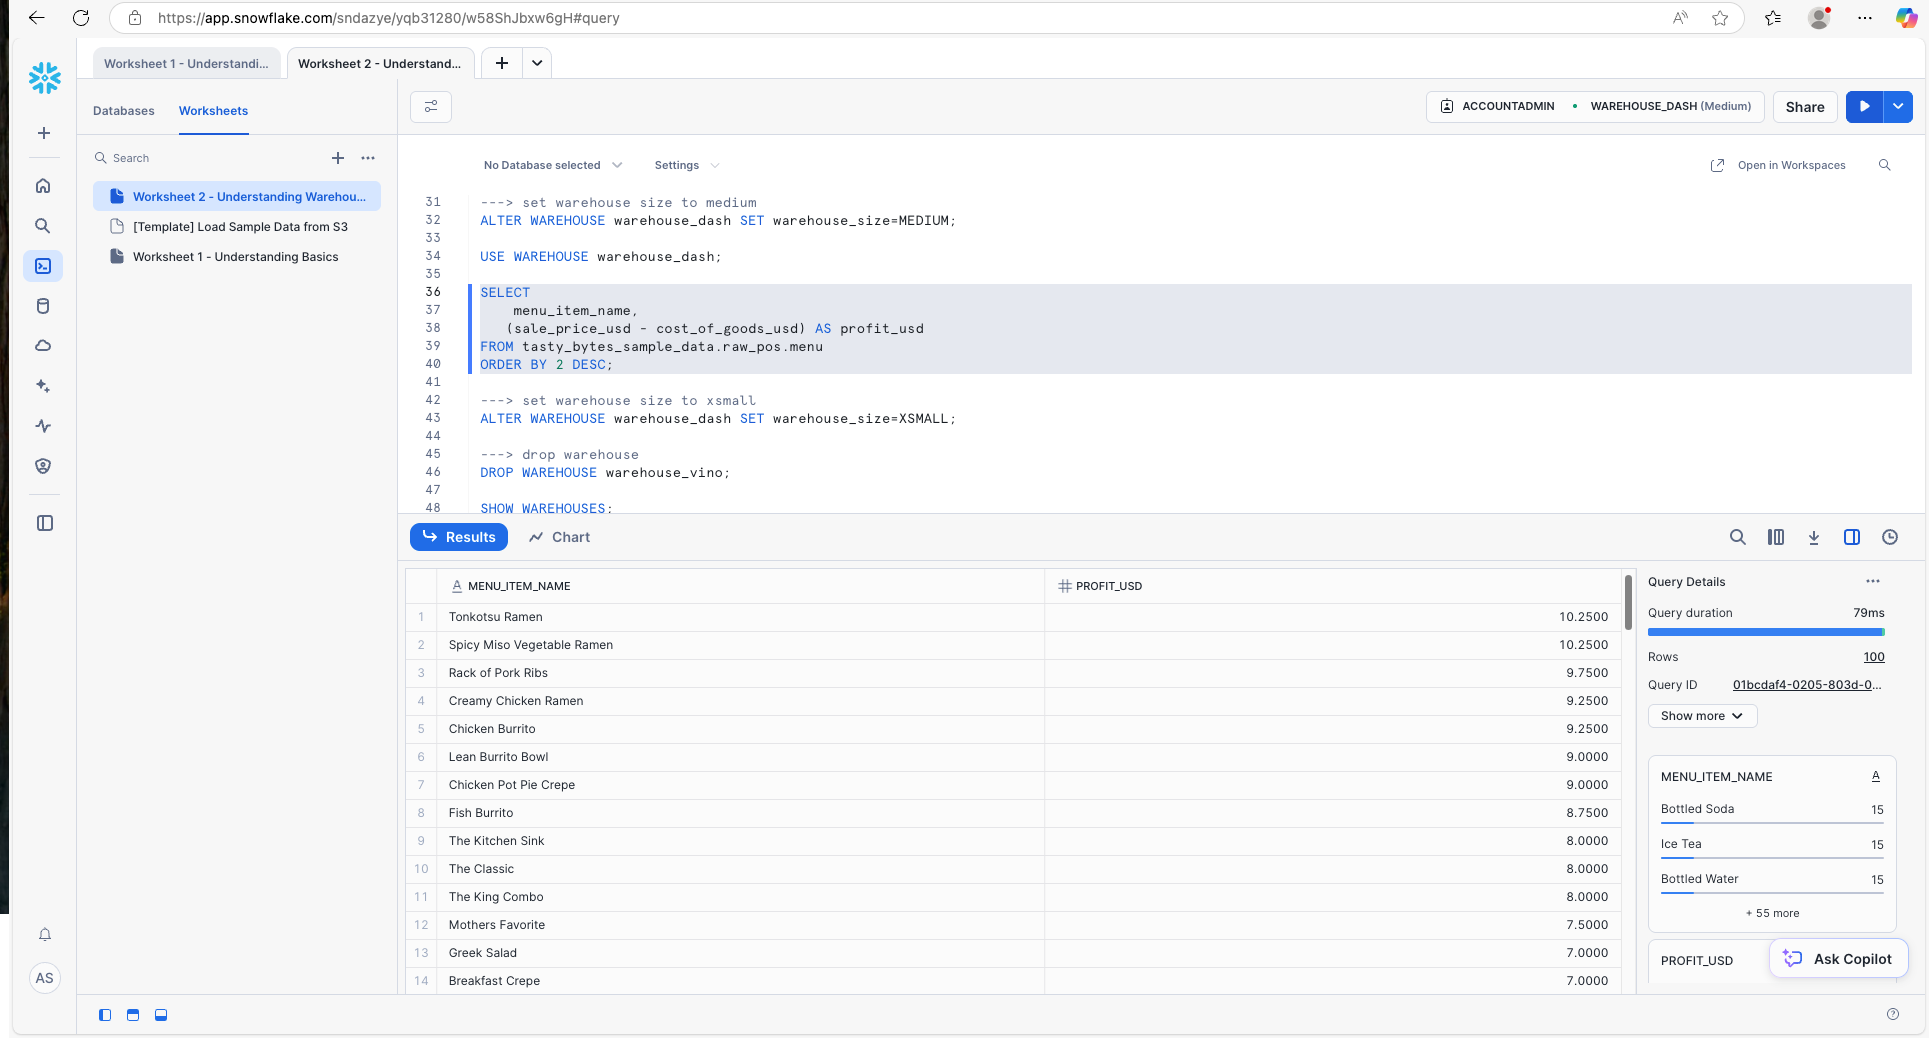 https://app.snowflake.com/sndazye/yqb31280/w58ShJbxw6gH#query
Worksheet 1 - Understandi...
Worksheet 2 - Understand...
Databases
Worksheets
ACCOUNTADMIN
WAREHOUSE_DASH (Medium)
Share
Search
Worksheet 2 - Understanding Warehou...
[Template] Load Sample Data from S3
Worksheet 1 - Understanding Basics
No Database selected
Settings
Open in Workspaces
31 ---> set warehouse size to medium
32 ALTER WAREHOUSE warehouse_dash SET warehouse_size=MEDIUM;
33
34 USE WAREHOUSE warehouse_dash;
35
36 SELECT
37 menu_item_name,
38 (sale_price_usd - cost_of_goods_usd) AS profit_usd
39 FROM tasty_bytes_sample_data.raw_pos.menu
40 ORDER BY 2 DESC;
41
42 ---> set warehouse size to xsmall
43 ALTER WAREHOUSE warehouse_dash SET warehouse_size=XSMALL;
44
45 ---> drop warehouse
46 DROP WAREHOUSE warehouse_vino;
47
48 SHOW WAREHOUSES;
Results
Chart
MENU_ITEM_NAME PROFIT_USD
1 Tonkotsu Ramen 10.2500
2 Spicy Miso Vegetable Ramen 10.2500
3 Rack of Pork Ribs 9.7500
4 Creamy Chicken Ramen 9.2500
5 Chicken Burrito 9.2500
6 Lean Burrito Bowl 9.0000
7 Chicken Pot Pie Crepe 9.0000
8 Fish Burrito 8.7500
9 The Kitchen Sink 8.0000
10 The Classic 8.0000
11 The King Combo 8.0000
12 Mothers Favorite 7.5000
13 Greek Salad 7.0000
14 Breakfast Crepe 7.0000
Query Details
Query duration 79ms
Rows 100
Query ID 01bcdaf4-0205-803d-0...
Show more
MENU_ITEM_NAME A
Bottled Soda 15
Ice Tea 15
Bottled Water 15
+ 55 more
PROFIT_USD
Ask Copilot
AS